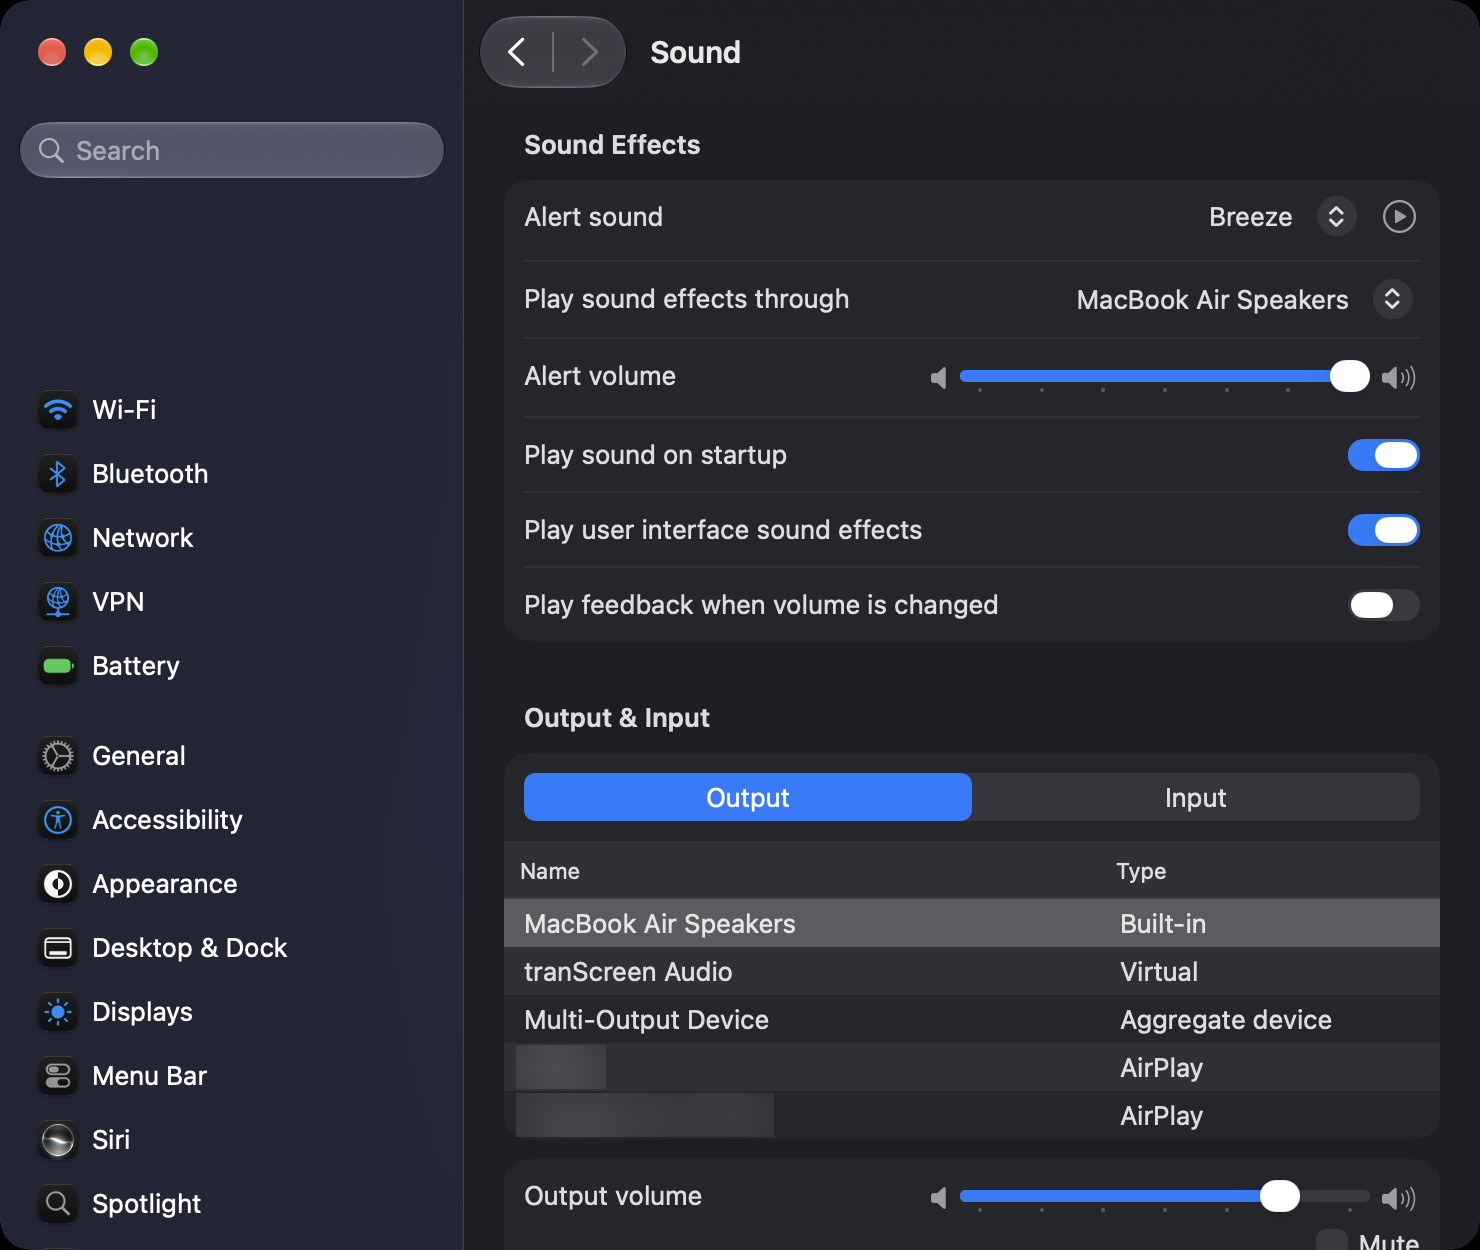 Sound
Search
Wi-Fi
Bluetooth
Network
VPN
Battery
General
Accessibility
Appearance
Desktop & Dock
Displays
Menu Bar
Siri
Spotlight
Sound Effects
Alert sound Breeze
Play sound effects through MacBook Air Speakers
Alert volume
Play sound on startup
Play user interface sound effects
Play feedback when volume is changed
Output & Input
Output Input
Name Type
MacBook Air Speakers Built-in
tranScreen Audio Virtual
Multi-Output Device Aggregate device
AirPlay
AirPlay
Output volume
Mute